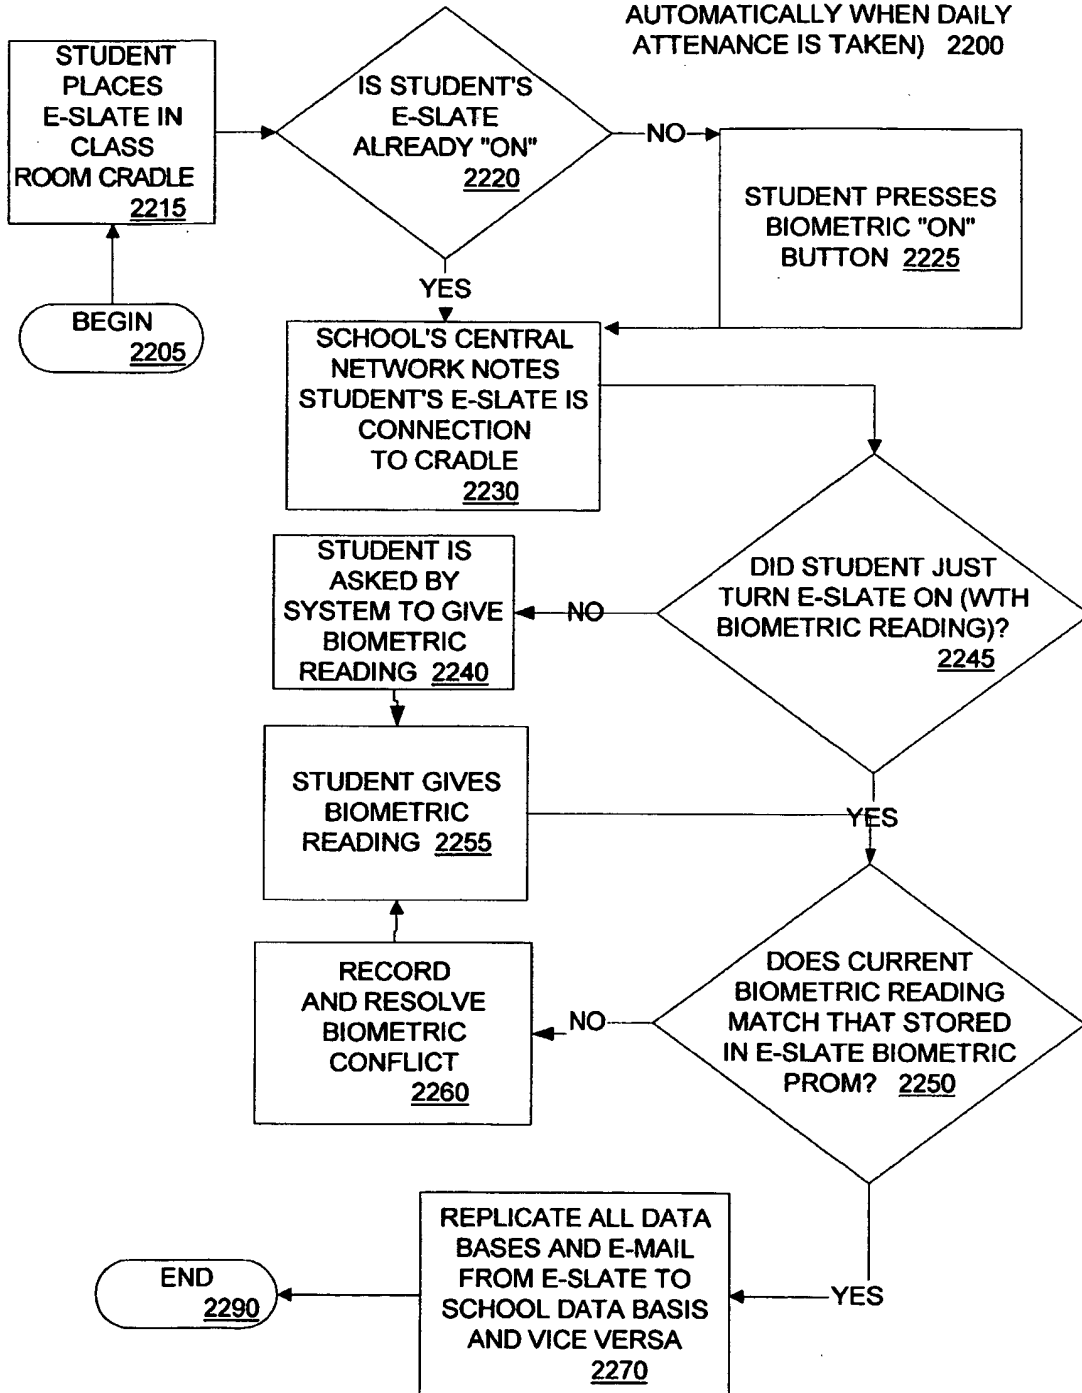 AUTOMATICALLY WHEN DAILY
ATTENANCE IS TAKEN) 2200
STUDENT
PLACES
E-SLATE IN
CLASS
ROOM CRADLE
2215
IS STUDENT'S
E-SLATE
ALREADY "ON"
2220
NO
STUDENT PRESSES
BIOMETRIC "ON"
BUTTON 2225
YES
BEGIN
2205
SCHOOL'S CENTRAL
NETWORK NOTES
STUDENT'S E-SLATE IS
CONNECTION
TO CRADLE
2230
STUDENT IS
ASKED BY
SYSTEM TO GIVE
BIOMETRIC
READING 2240
NO
DID STUDENT JUST
TURN E-SLATE ON (WTH
BIOMETRIC READING)?
2245
STUDENT GIVES
BIOMETRIC
READING 2255
YES
RECORD
AND RESOLVE
BIOMETRIC
CONFLICT
2260
NO
DOES CURRENT
BIOMETRIC READING
MATCH THAT STORED
IN E-SLATE BIOMETRIC
PROM? 2250
YES
REPLICATE ALL DATA
BASES AND E-MAIL
FROM E-SLATE TO
SCHOOL DATA BASIS
AND VICE VERSA
2270
END
2290